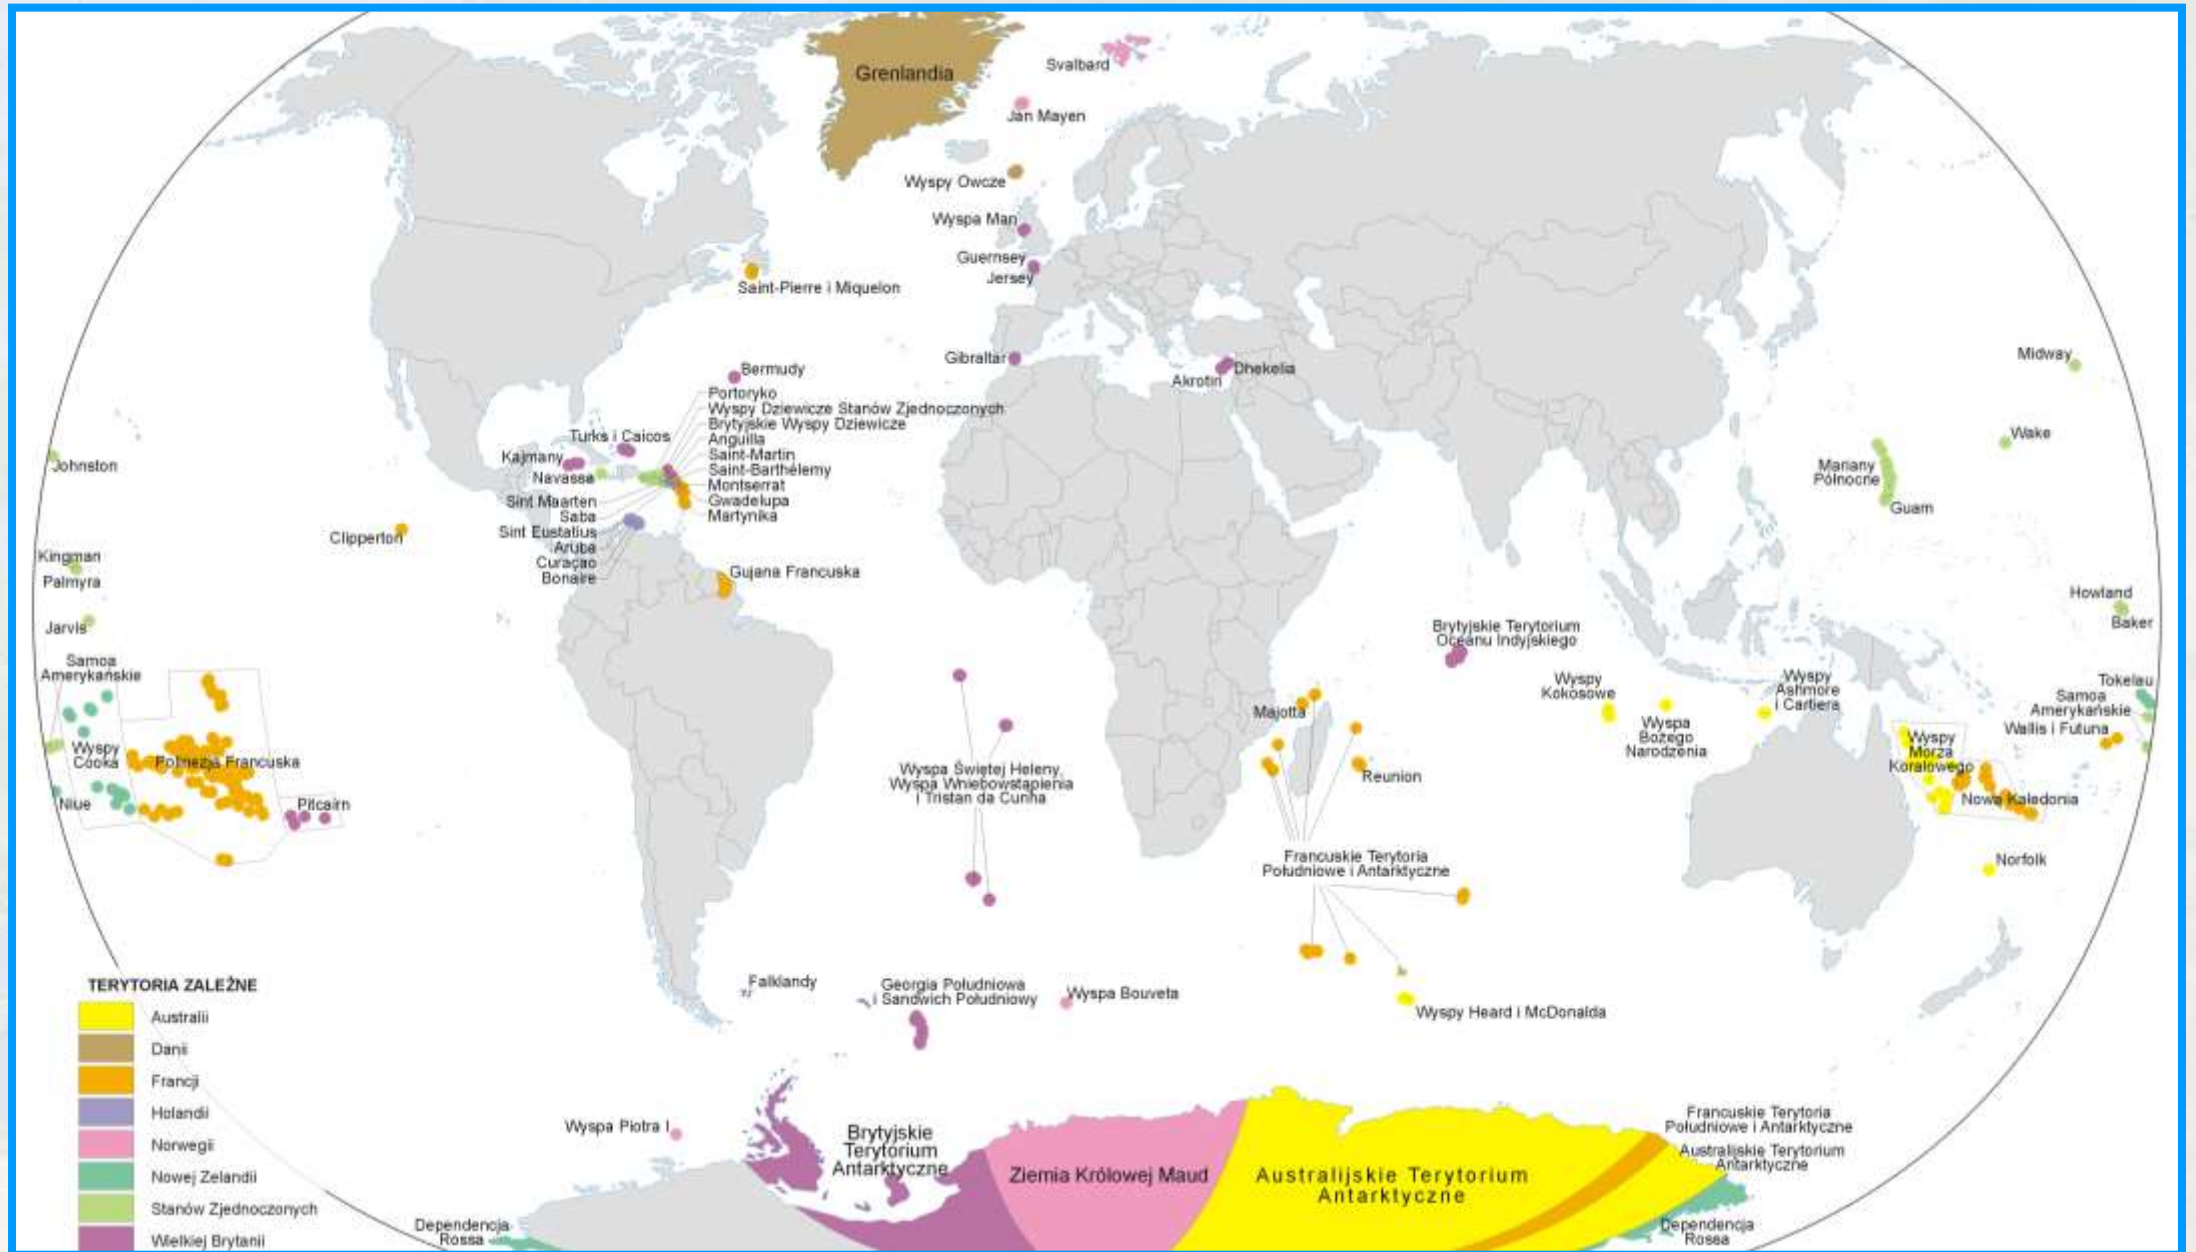 Grenlandia
Svalbard
Jan Mayen
Wyspy Owcze
Wyspa Man
Guernsey
Jersey
Saint-Pierre i Miquelon
Gibraltar
Akrotiri
Dhekelia
Midway
Bermudy
Portoryko
Wyspy Dziewicze Stanów Zjednoczonych
Brytyjskie Wyspy Dziewicze
Anguilla
Saint-Martin
Saint-Barthélemy
Montserrat
Gwadelupa
Martynika
Turks i Caicos
Kajmany
Navassa
Sint Maarten
Saba
Sint Eustatius
Aruba
Curaçao
Bonaire
Johnston
Wake
Mariany
Północne
Guam
Clipperton
Kingman
Palmyra
Jarvis
Gujana Francuska
Howland
Baker
Brytyjskie Terytorium
Oceanu Indyjskiego
Samoa
Amerykańskie
Wyspy
Cooka
Polinezja Francuska
Niue
Pitcairn
Wyspa Świętej Heleny,
Wyspa Wniebowstąpienia
i Tristan da Cunha
Majotta
Reunion
Wyspy
Kokosowe
Wyspa
Bożego
Narodzenia
Wyspy
Ashmore
i Cartiera
Tokelau
Samoa
Amerykańskie
Wallis i Futuna
Wyspy
Morza
Koralowego
Nowa Kaledonia
Norfolk
Francuskie Terytoria
Południowe i Antarktyczne
Falklandy
Georgia Południowa
i Sandwich Południowy
Wyspa Bouveta
Wyspy Heard i McDonalda
TERYTORIA ZALEŻNE
Australii
Danii
Francji
Holandii
Norwegii
Nowej Zelandii
Stanów Zjednoczonych
Wielkiej Brytanii
Wyspa Piotra I
Brytyjskie
Terytorium
Antarktyczne
Ziemia Królowej Maud
Australijskie Terytorium
Antarktyczne
Francuskie Terytoria
Południowe i Antarktyczne
Australijskie Terytorium
Antarktyczne
Dependencja
Rossa
Dependencja
Rossa